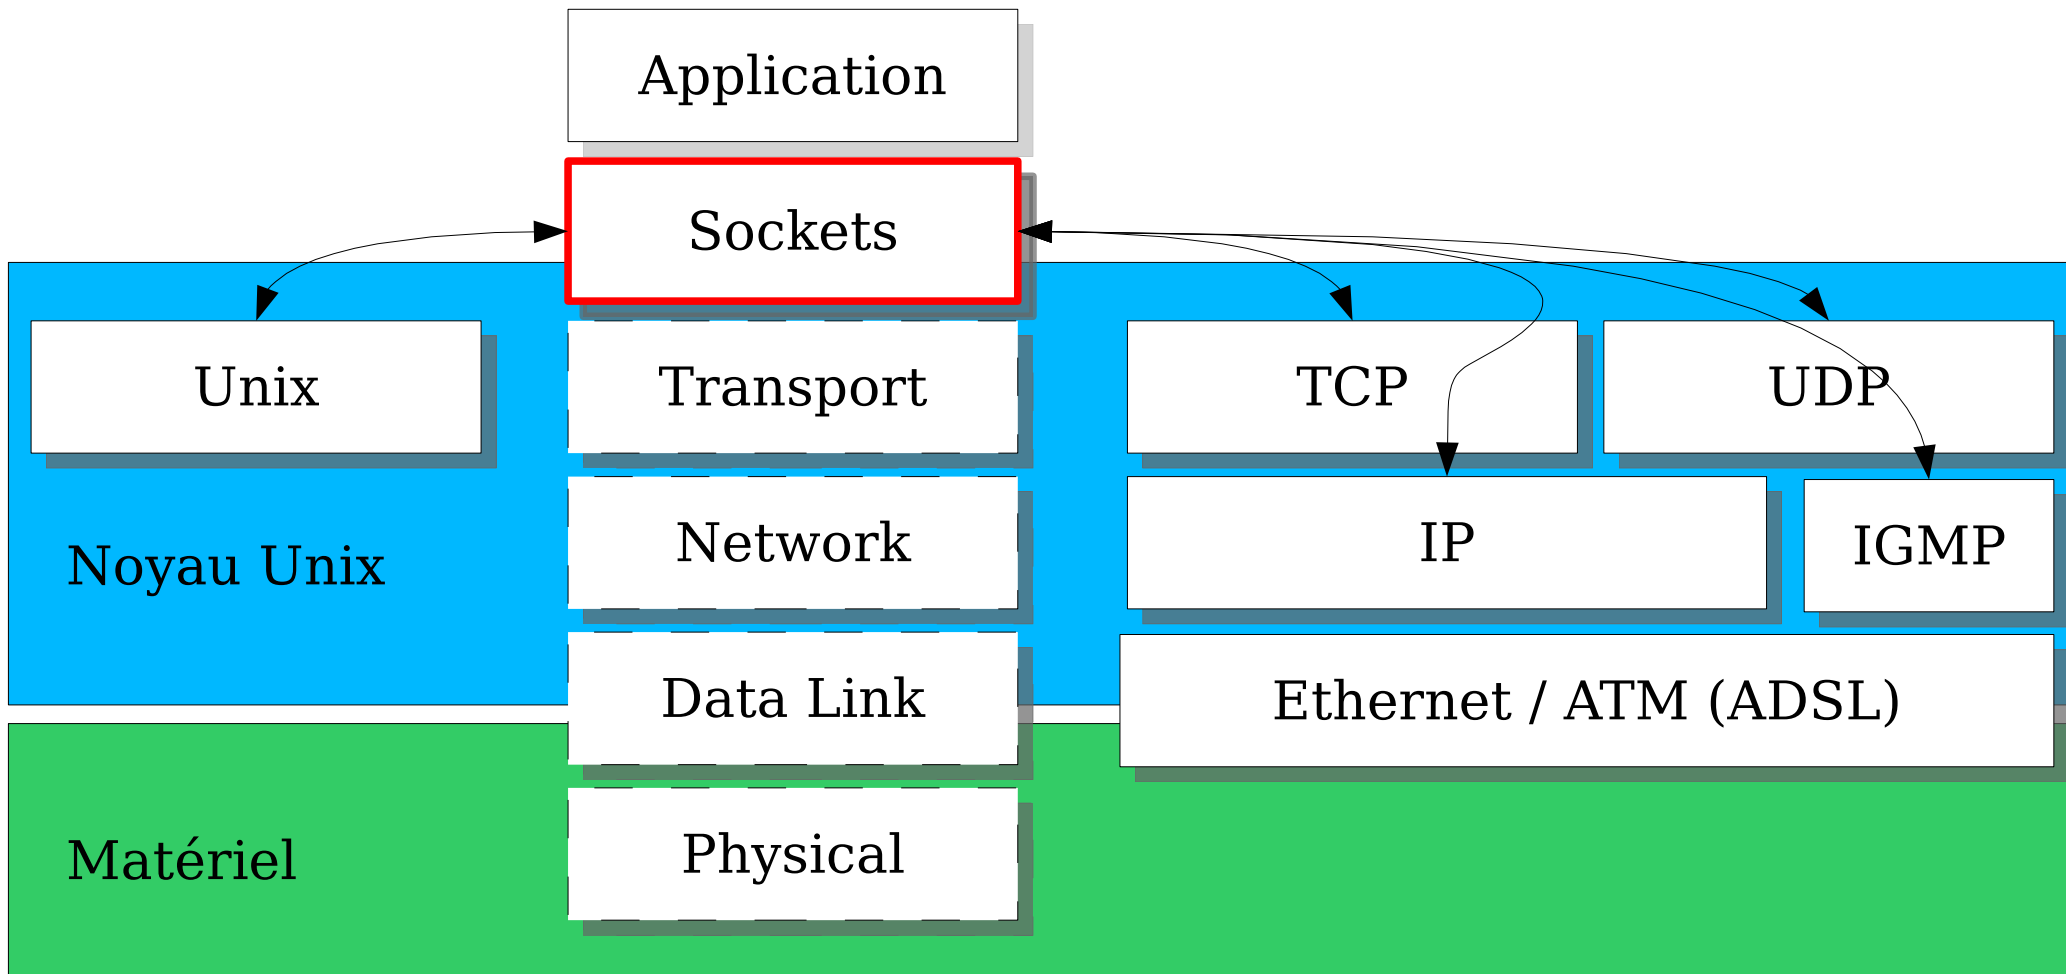 Application
Sockets
Unix
Transport
TCP
UDP
Noyau Unix
Network
IP
IGMP
Data Link
Ethernet / ATM (ADSL)
Matériel
Physical